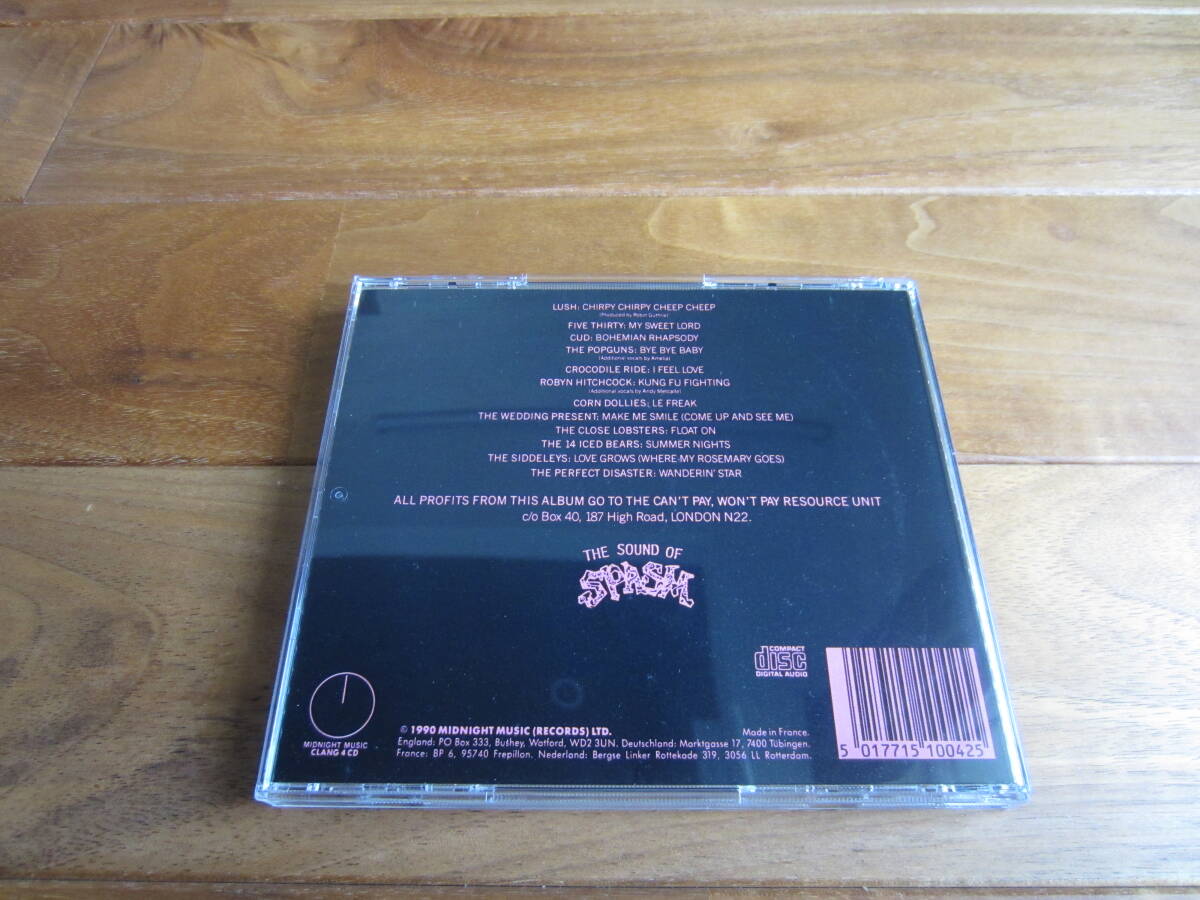 LUSH: CHIRPY CHIRPY CHEEP CHEEP
(Produced by Robin Guthrie)
FIVE THIRTY: MY SWEET LORD
CUD: BOHEMIAN RHAPSODY
THE POPGUNS: BYE BYE BABY
(Additional vocals by Amelia)
CROCODILE RIDE: I FEEL LOVE
ROBYN HITCHCOCK: KUNG FU FIGHTING
(Additional vocals by Andy Metcalfe)
CORN DOLLIES: LE FREAK
THE WEDDING PRESENT: MAKE ME SMILE (COME UP AND SEE ME)
THE CLOSE LOBSTERS: FLOAT ON
THE 14 ICED BEARS: SUMMER NIGHTS
THE SIDDELEYS: LOVE GROWS (WHERE MY ROSEMARY GOES)
THE PERFECT DISASTER: WANDERIN' STAR
ALL PROFITS FROM THIS ALBUM GO TO THE CAN'T PAY, WON'T PAY RESOURCE UNIT
c/o Box 40, 187 High Road, LONDON N22.
THE SOUND OF
SPASM
COMPACT
disc
DIGITAL AUDIO
MIDNIGHT MUSIC
CLANG 4 CD
© 1990 MIDNIGHT MUSIC (RECORDS) LTD.
Made in France.
England: PO Box 333, Bushey, Watford, WD2 3UN. Deutschland: Marktgasse 17, 7400 Tübingen.
France: BP 6, 95740 Frepillon. Nederland: Bergse Linker Rottekade 319, 3056 LL Rotterdam.
5 017715 100425